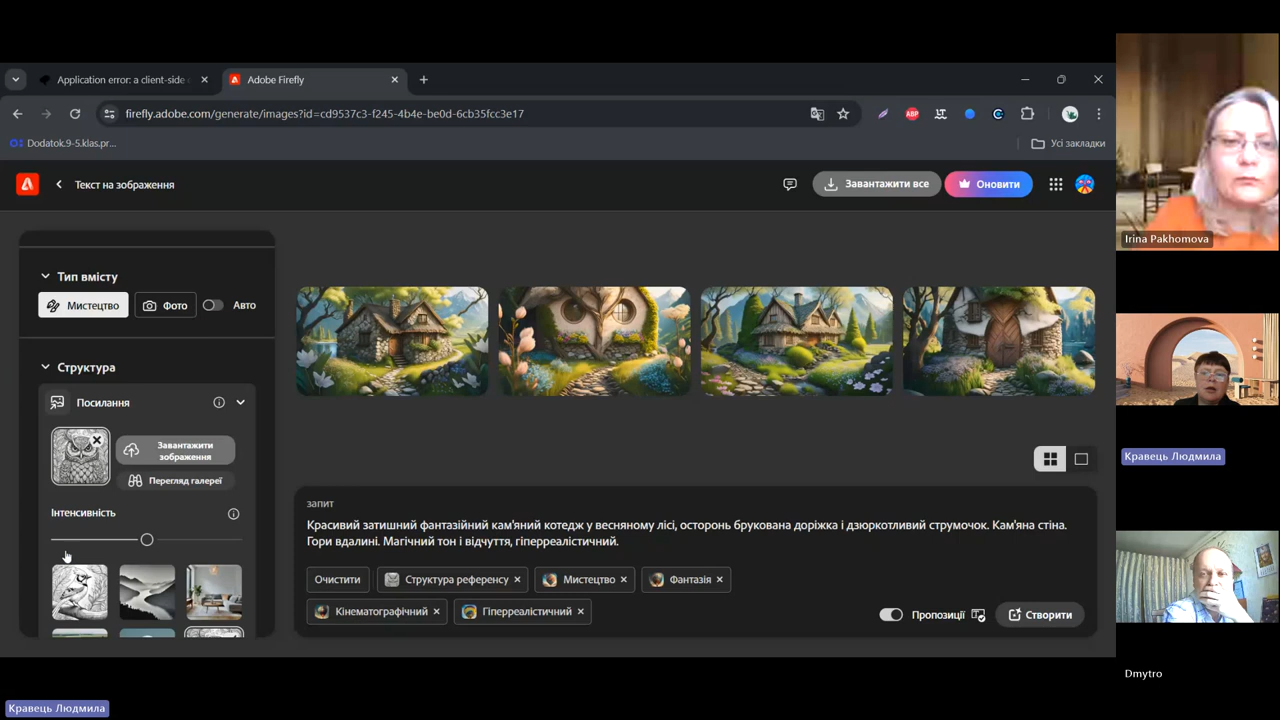 Application error: a client-side
Adobe Firefly
firefly.adobe.com/generate/images?id=cd9537c3-f245-4b4e-be0d-6cb35fcc3e17
ABP
Dodatok.9-5.klas.pr...
Усі закладки
Текст на зображення
Завантажити все
Оновити
Тип вмісту
Мистецтво
Фото
Авто
Структура
Посилання
Завантажити
зображення
Перегляд галереї
Інтенсивність
запит
Красивий затишний фантазійний кам'яний котедж у весняному лісі, осторонь брукована доріжка і дзюркотливий струмочок. Кам'яна стіна.
Гори вдалині. Магічний тон і відчуття, гіперреалістичний.
Очистити
Структура референсу
Мистецтво
Фантазія
Кінематографічний
Гіперреалістичний
Пропозиції
Створити
Irina Pakhomova
Кравець Людмила
Dmytro
Кравець Людмила